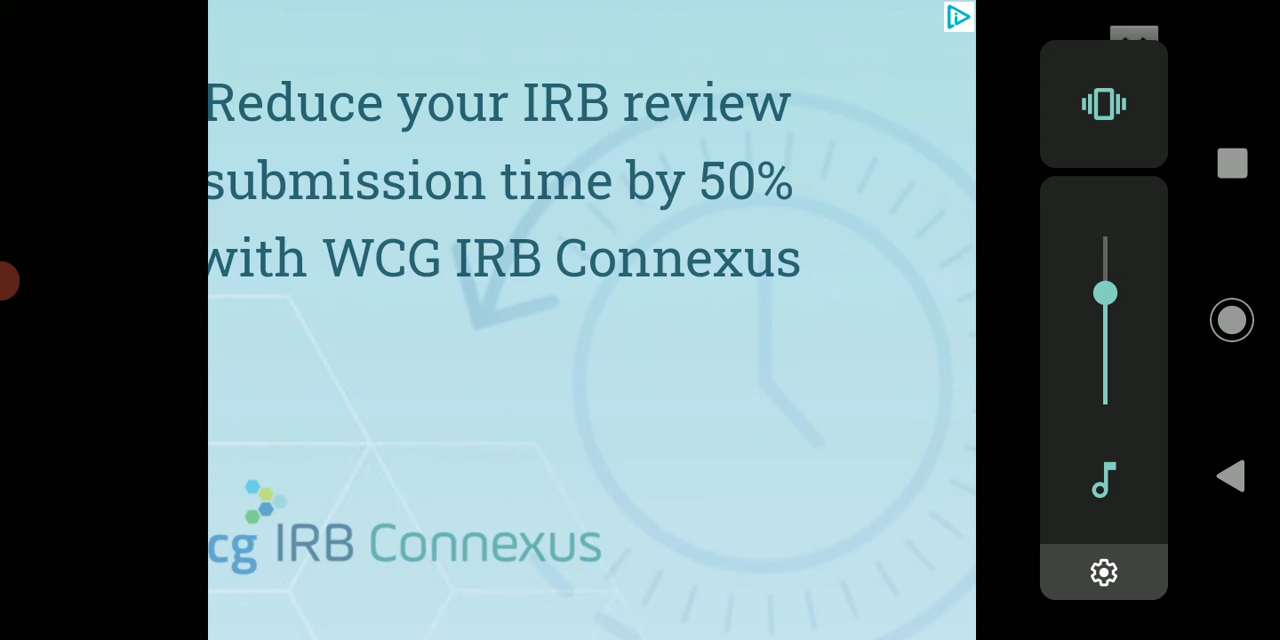 Reduce your IRB review
submission time by 50%
with WCG IRB Connexus
cg IRB Connexus